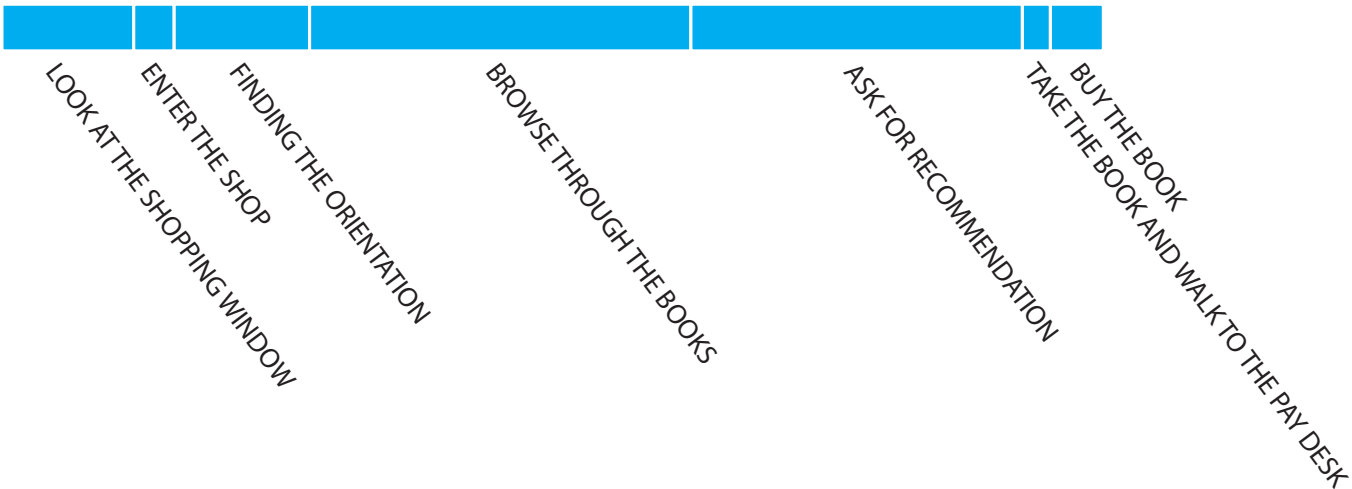 LOOK AT THE SHOPPING WINDOW
ENTER THE SHOP
FINDING THE ORIENTATION
BROWSE THROUGH THE BOOKS
ASK FOR RECOMMENDATION
TAKE THE BOOK AND WALK TO THE PAY DESK
BUY THE BOOK